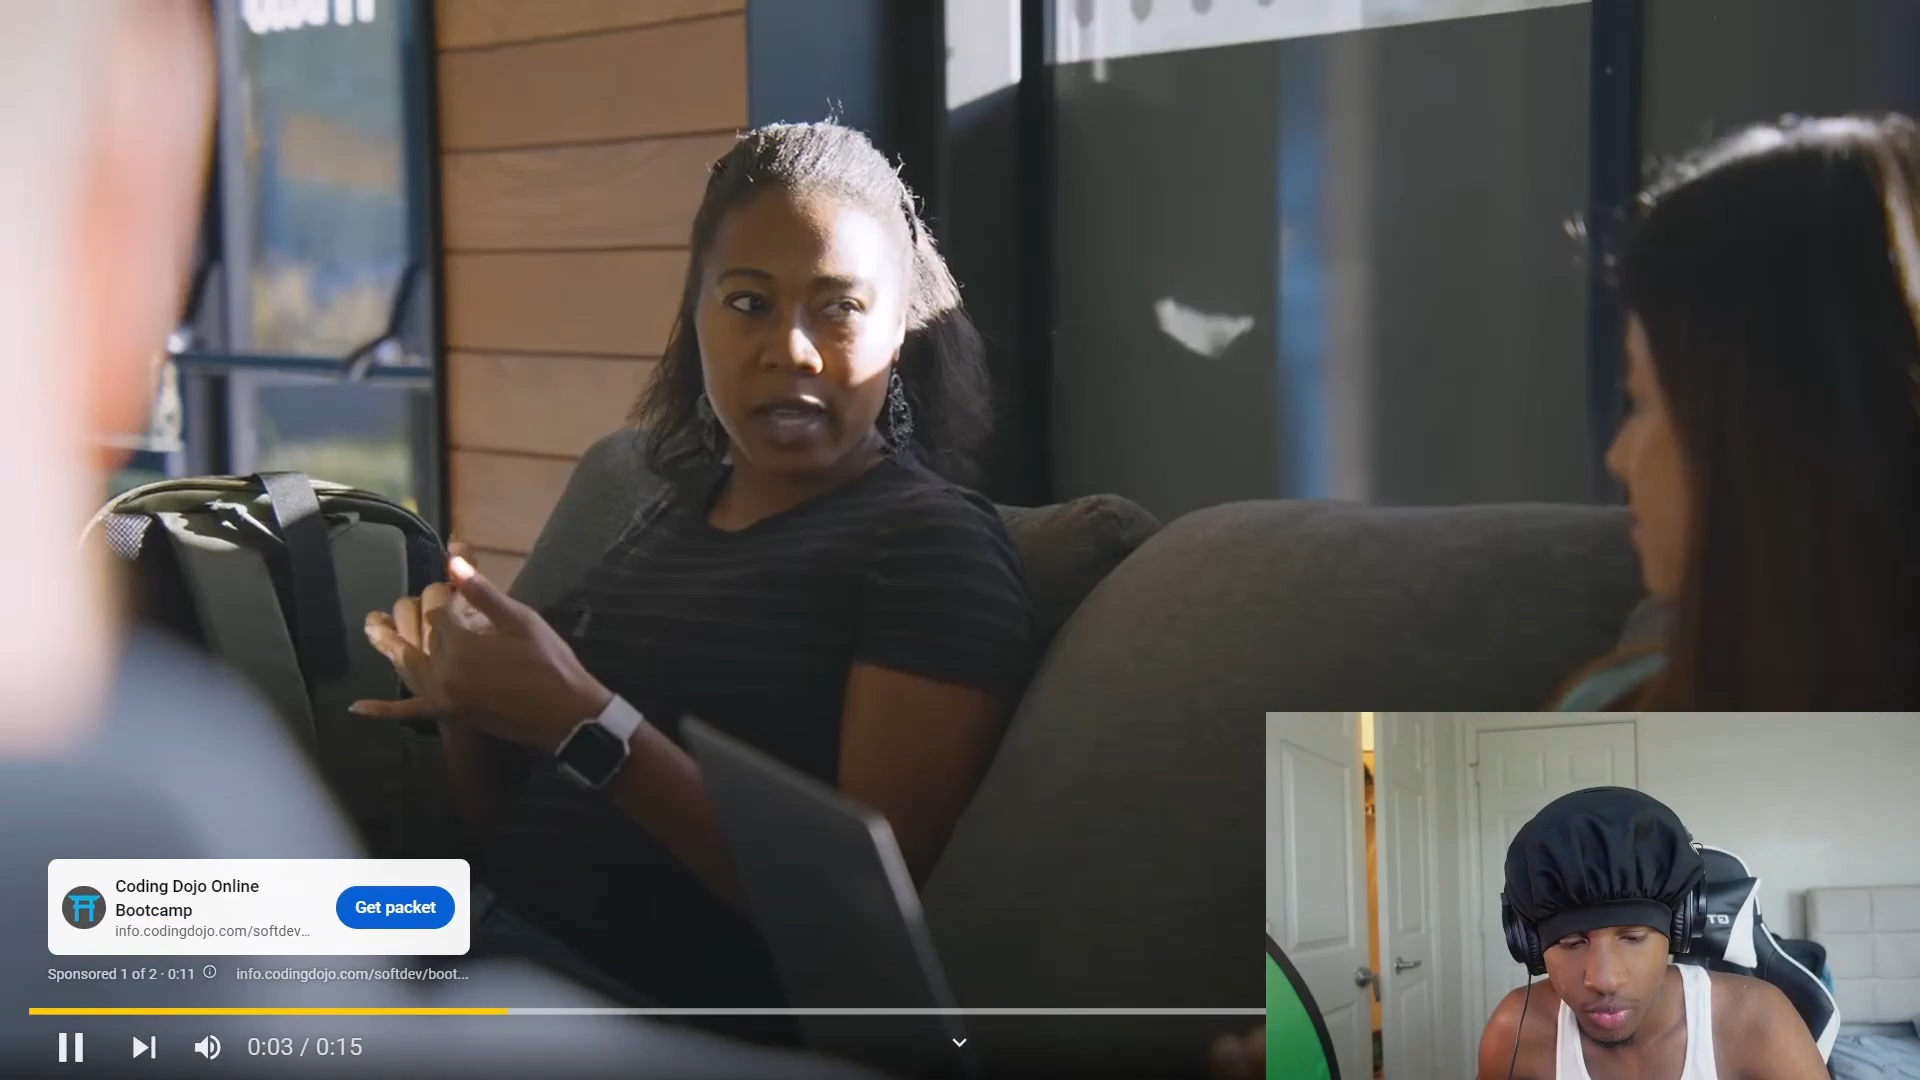 Coding Dojo Online
Bootcamp
info.codingdojo.com/softdev...
Get packet
Sponsored 1 of 2 · 0:11
info.codingdojo.com/softdev/boot...
0:03 / 0:15